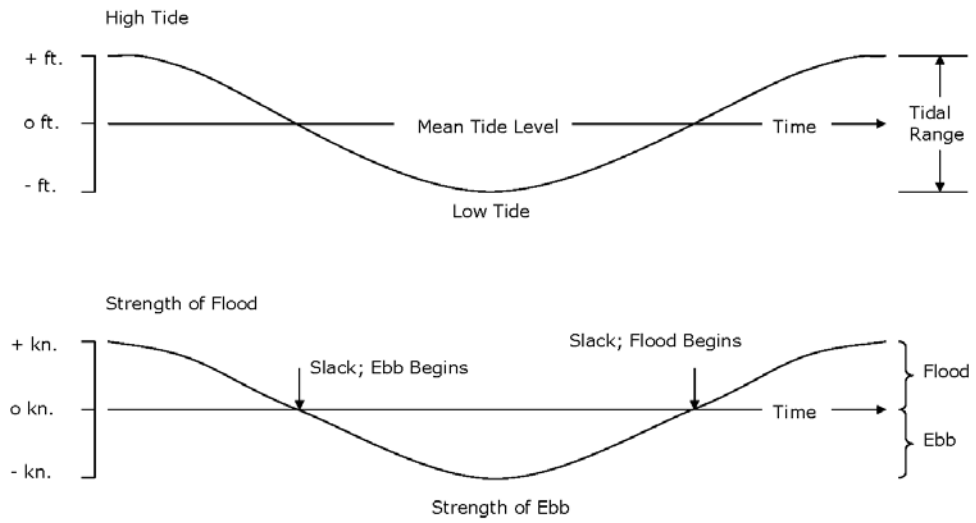 High Tide
+ ft.
o ft.
Mean Tide Level
Time
Tidal
Range
- ft.
Low Tide
Strength of Flood
+ kn.
Slack; Flood Begins
Slack; Ebb Begins
Flood
o kn.
Time
Ebb
- kn.
Strength of Ebb